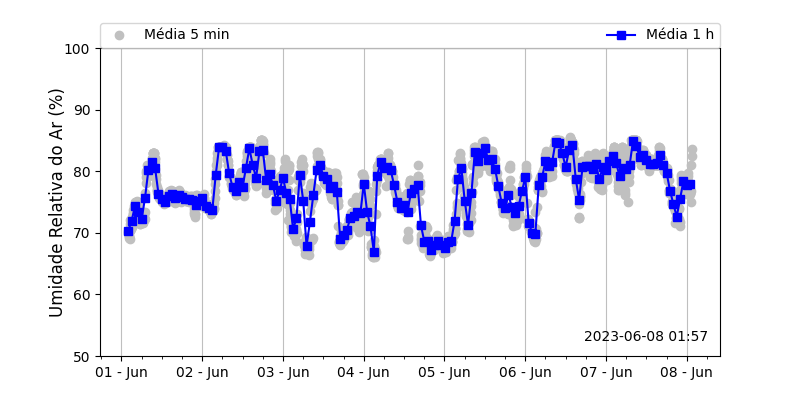 Média 5 min
Média 1 h
Umidade Relativa do Ar (%)
100
90
80
70
60
50
2023-06-08 01:57
01 - Jun
02 - Jun
03 - Jun
04 - Jun
05 - Jun
06 - Jun
07 - Jun
08 - Jun